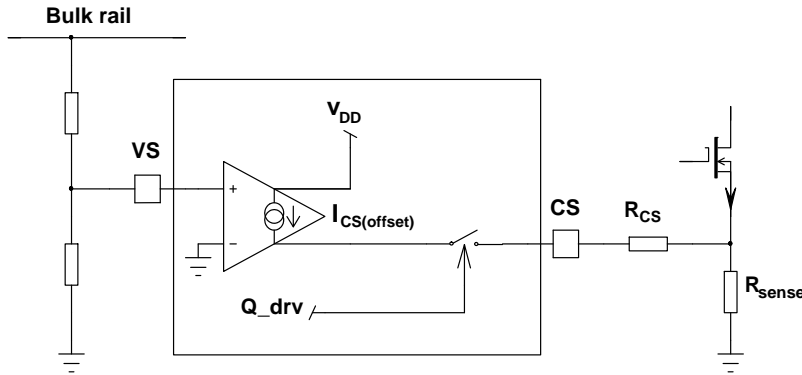 Bulk rail
VDD
VS
+
ICS(offset)
CS
RCS
−
Q_drv
Rsense